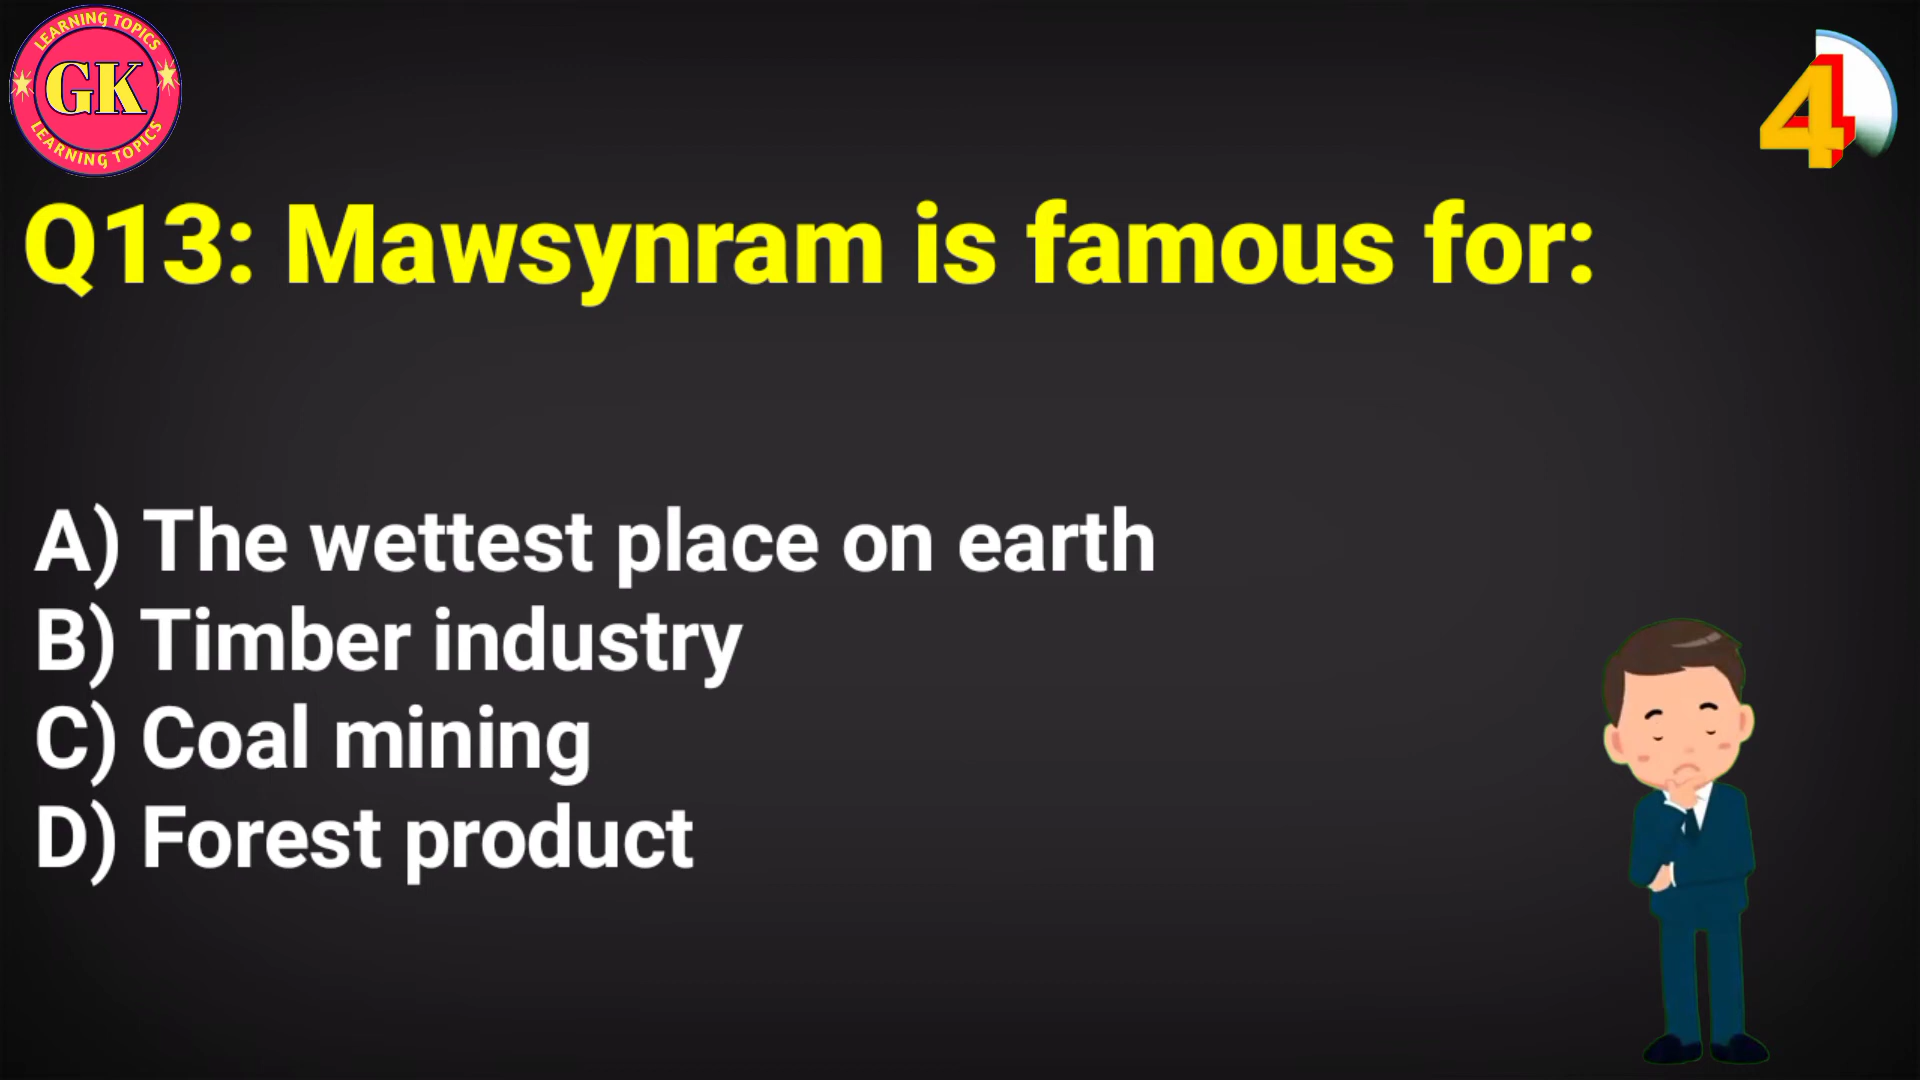 LEARNING TOPICS
GK
LEARNING TOPICS
4
Q13: Mawsynram is famous for:
A) The wettest place on earth
B) Timber industry
C) Coal mining
D) Forest product